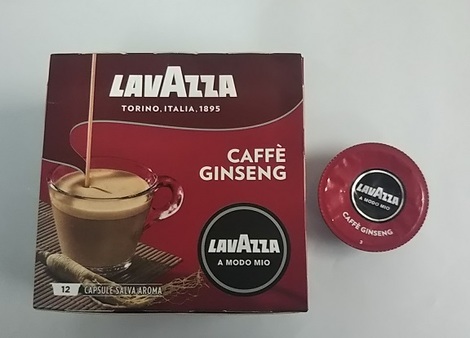 LAVAZZA
TORINO, ITALIA, 1895
CAFFÈ
GINSENG
LAVAZZA
A MODO MIO
12 CAPSULE SALVA AROMA
LAVAZZA
A MODO MIO
CAFFÈ GINSENG